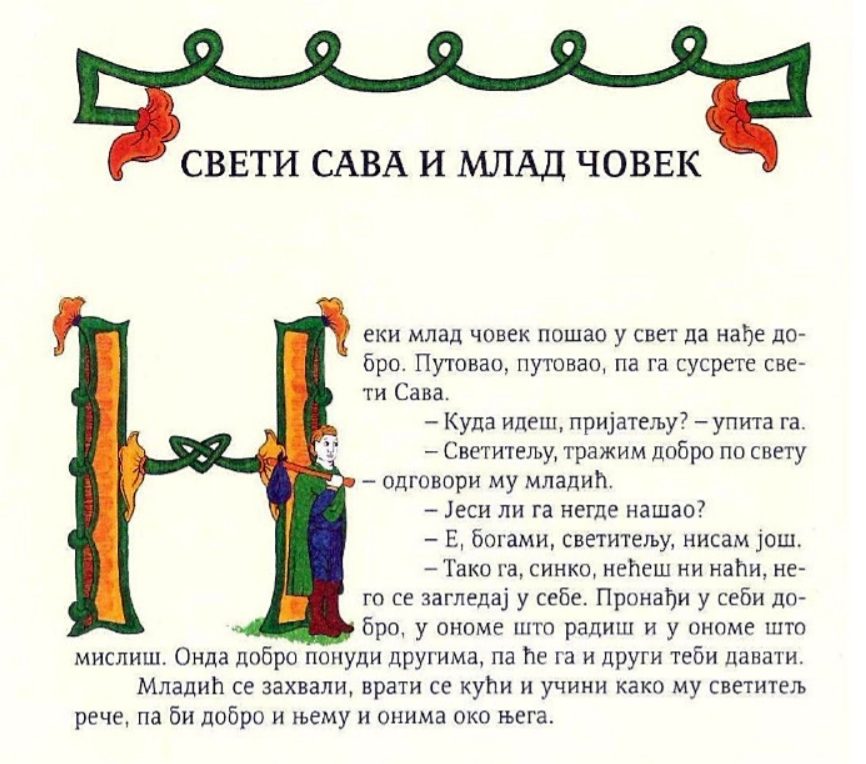 СВЕТИ САВА И МЛАД ЧОВЕК
Неки млад човек пошао у свет да нађе до-
бро. Путовао, путовао, па га сусрете све-
ти Сава.
– Куда идеш, пријатељу? – упита га.
– Светитељу, тражим добро по свету
– одговори му младић.
– Јеси ли га негде нашао?
– Е, богами, светитељу, нисам још.
– Тако га, синко, нећеш ни наћи, не-
го се загледај у себе. Пронађи у себи до-
бро, у ономе што радиш и у ономе што
мислиш. Онда добро понуди другима, па ће га и други теби давати.
Младић се захвали, врати се кући и учини како му светитељ
рече, па би добро и њему и онима око њега.